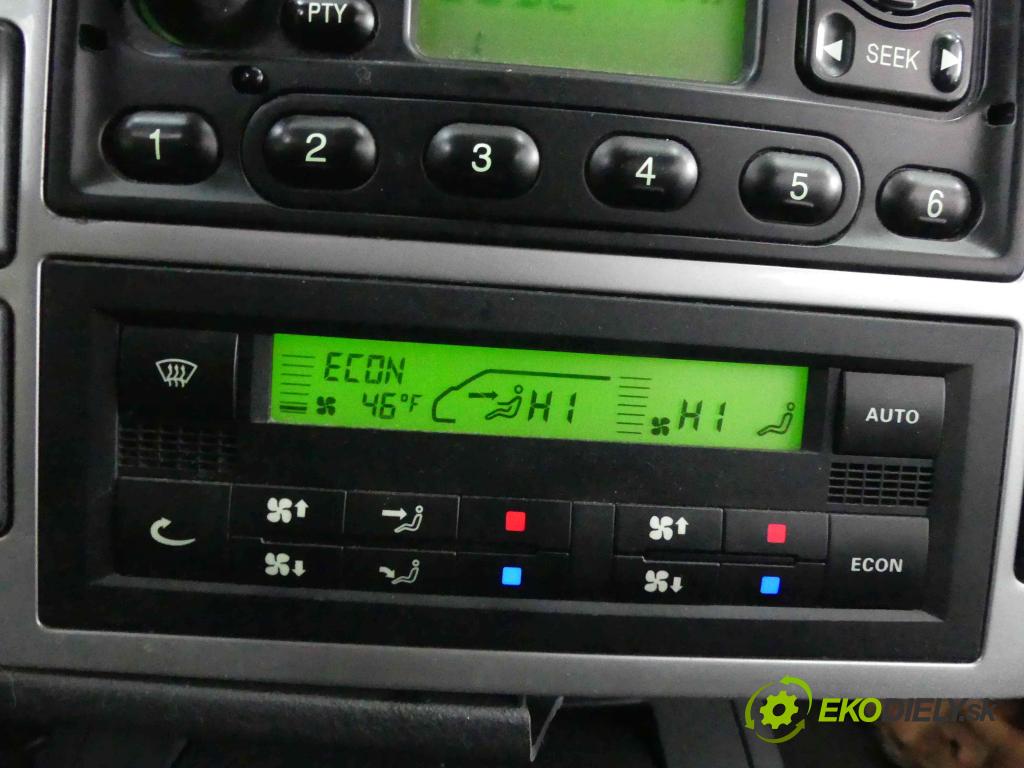 PTY
SEEK
1 2 3 4 5 6
ECON
46°F HI HI
AUTO
ECON
EKODIELY.sk